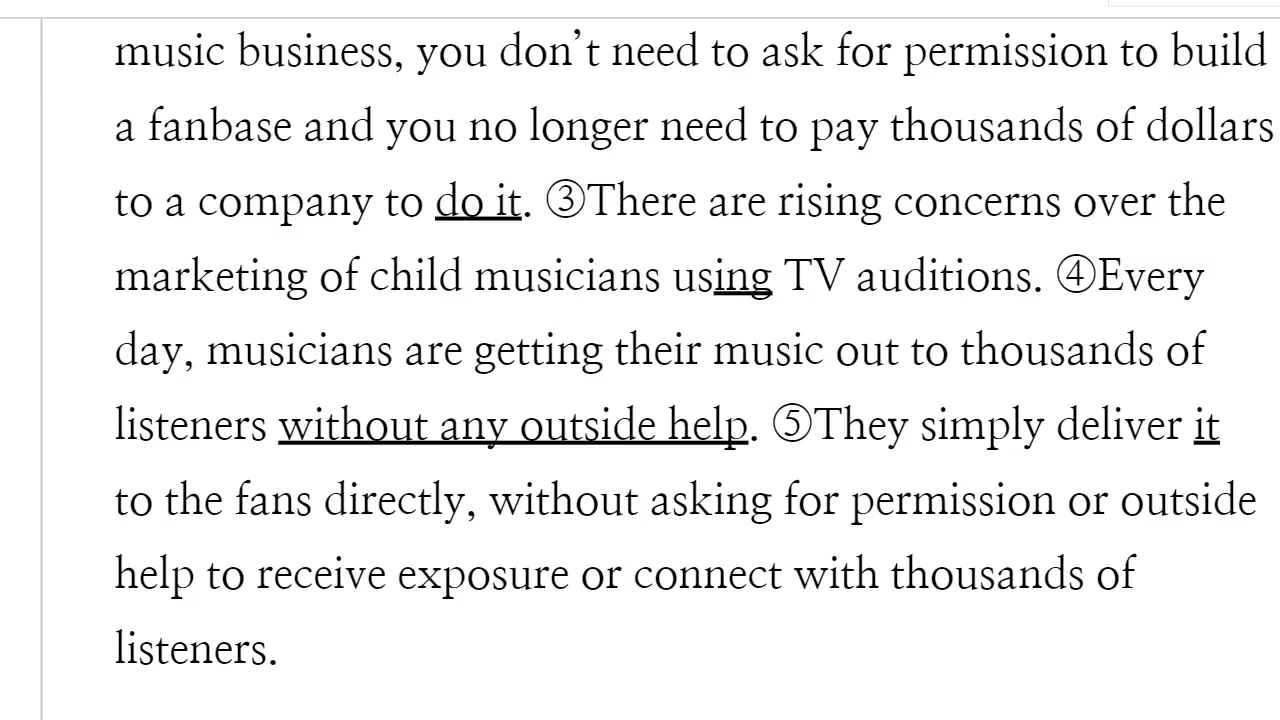 music business, you don’t need to ask for permission to build
a fanbase and you no longer need to pay thousands of dollars
to a company to do it. ③There are rising concerns over the
marketing of child musicians using TV auditions. ④Every
day, musicians are getting their music out to thousands of
listeners without any outside help. ⑤They simply deliver it
to the fans directly, without asking for permission or outside
help to receive exposure or connect with thousands of
listeners.